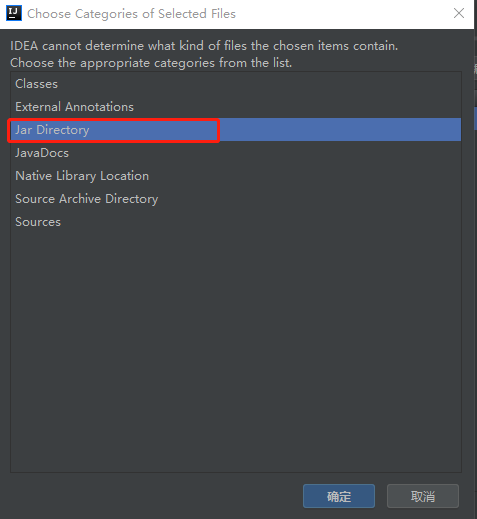 IJ Choose Categories of Selected Files
IDEA cannot determine what kind of files the chosen items contain.
Choose the appropriate categories from the list.
Classes
External Annotations
Jar Directory
JavaDocs
Native Library Location
Source Archive Directory
Sources
确定 取消